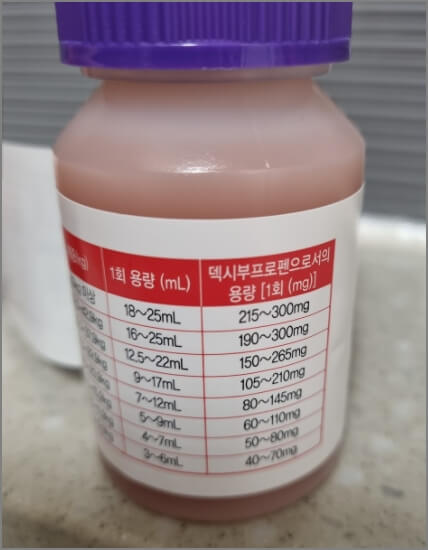 1회 용량 (mL) 덱시부프로펜으로서의
용량 [1회 (mg)]
이상 18~25mL 215~300mg
16~25mL 190~300mg
12.5~22mL 150~265mg
9~17mL 105~210mg
7~12mL 80~145mg
5~9mL 60~110mg
4~7mL 50~80mg
3~6mL 40~70mg